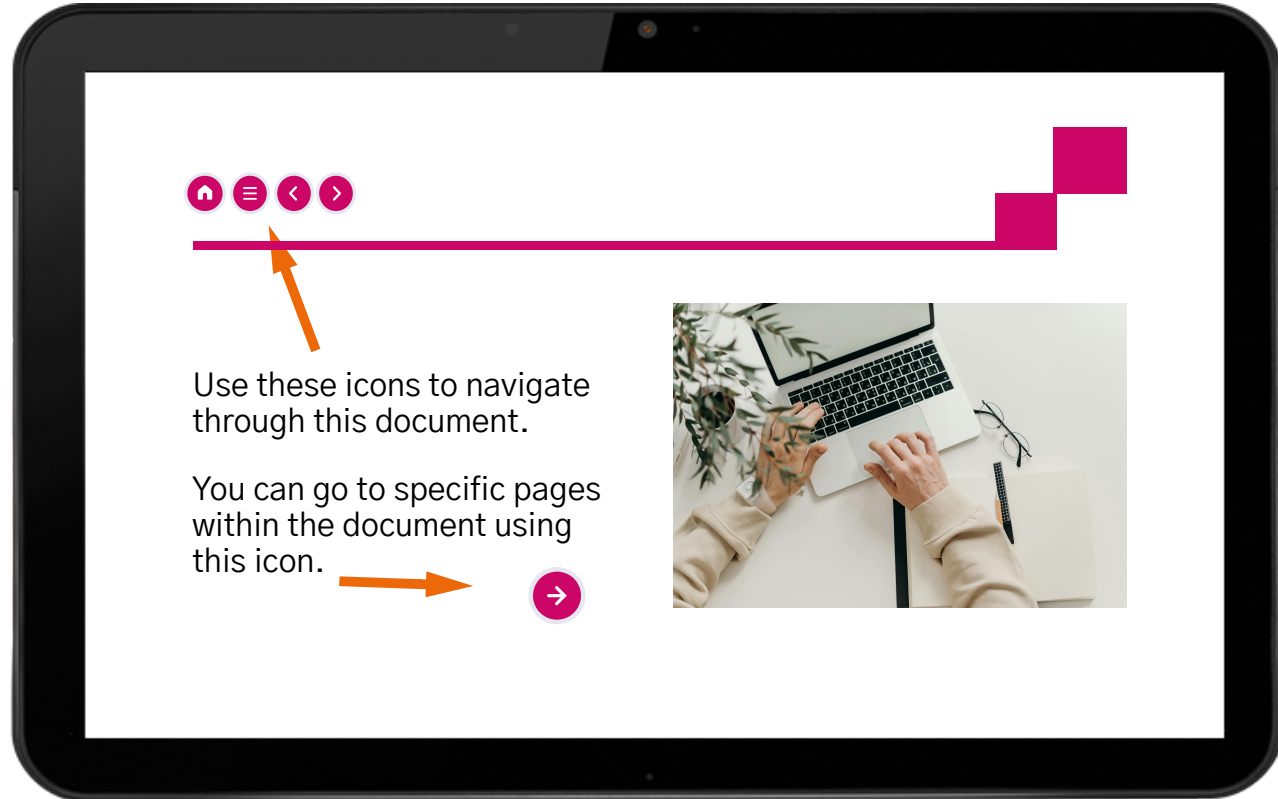 Use these icons to navigate
through this document.
You can go to specific pages
within the document using
this icon.